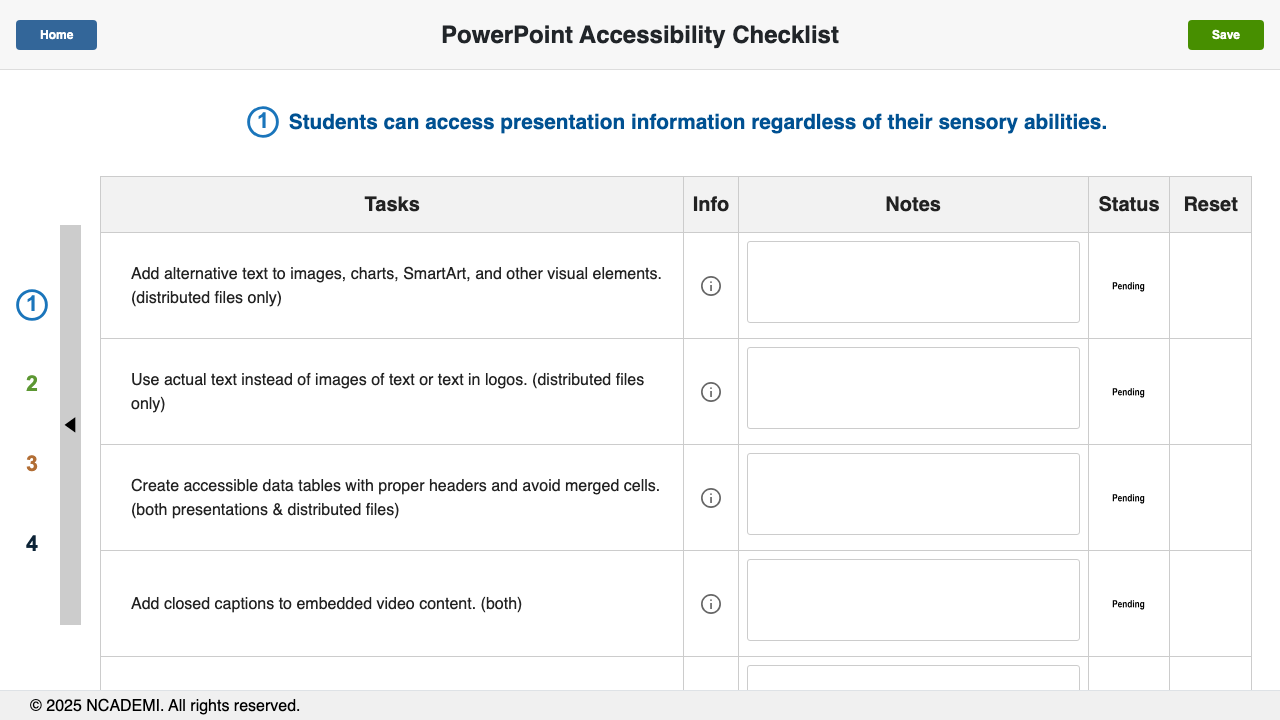 Home
PowerPoint Accessibility Checklist
Save
1 Students can access presentation information regardless of their sensory abilities.
Tasks Info Notes Status Reset
Add alternative text to images, charts, SmartArt, and other visual elements.
(distributed files only)
Pending
Use actual text instead of images of text or text in logos. (distributed files
only)
Pending
Create accessible data tables with proper headers and avoid merged cells.
(both presentations & distributed files)
Pending
Add closed captions to embedded video content. (both)
Pending
1
2
3
4
© 2025 NCADEMI. All rights reserved.